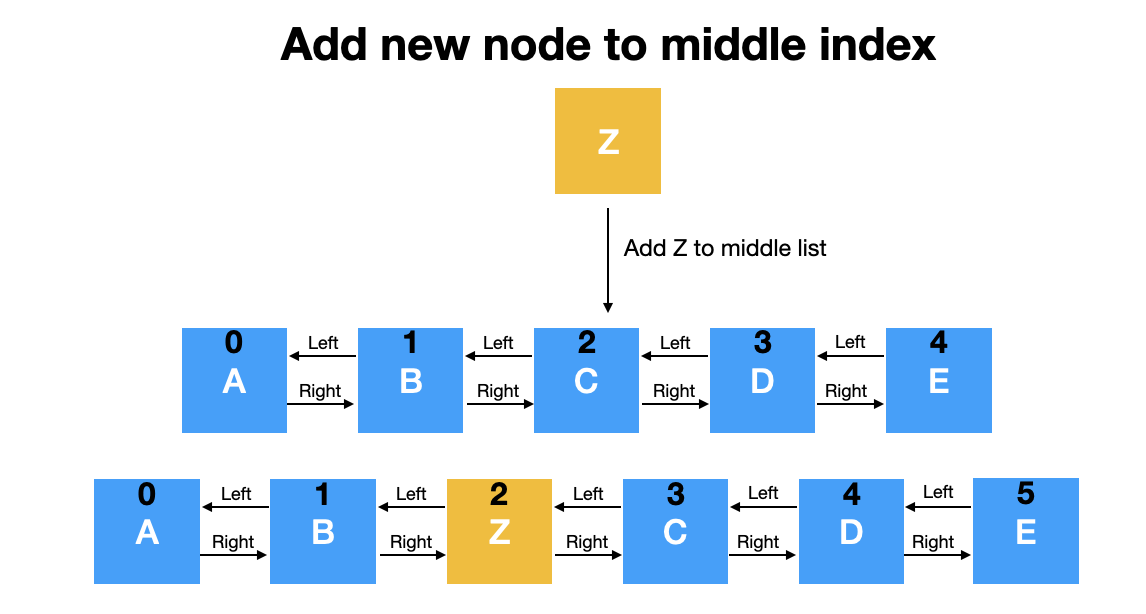 Add new node to middle index
Z
Add Z to middle list
0 Left 1 Left 2 Left 3 Left 4
A B C D E
Right Right Right Right
0 Left 1 Left 2 Left 3 Left 4 Left 5
A B Z C D E
Right Right Right Right Right